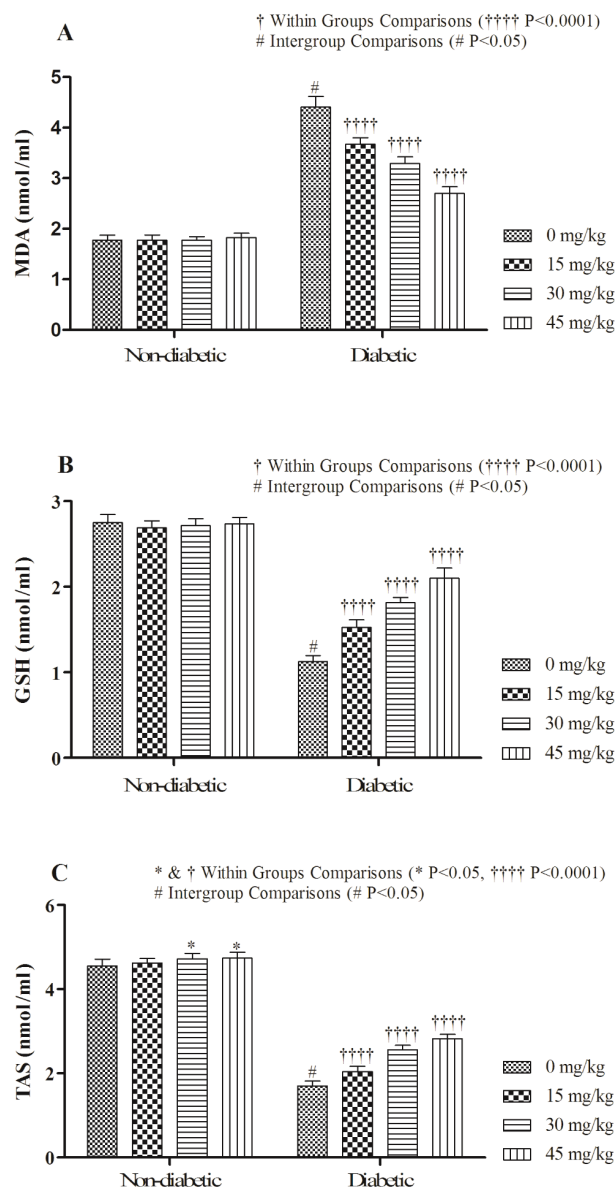 A
† Within Groups Comparisons (†††† P<0.0001)
# Intergroup Comparisons (# P<0.05)
5
4
3
2
1
0
MDA (nmol/ml)
#
††††
††††
††††
Non-diabetic
Diabetic
0 mg/kg
15 mg/kg
30 mg/kg
45 mg/kg
B
† Within Groups Comparisons (†††† P<0.0001)
# Intergroup Comparisons (# P<0.05)
3
2
1
0
GSH (nmol/ml)
#
††††
††††
††††
Non-diabetic
Diabetic
0 mg/kg
15 mg/kg
30 mg/kg
45 mg/kg
C
* & † Within Groups Comparisons (* P<0.05, †††† P<0.0001)
# Intergroup Comparisons (# P<0.05)
6
4
2
0
TAS (nmol/ml)
*
*
#
††††
††††
††††
Non-diabetic
Diabetic
0 mg/kg
15 mg/kg
30 mg/kg
45 mg/kg